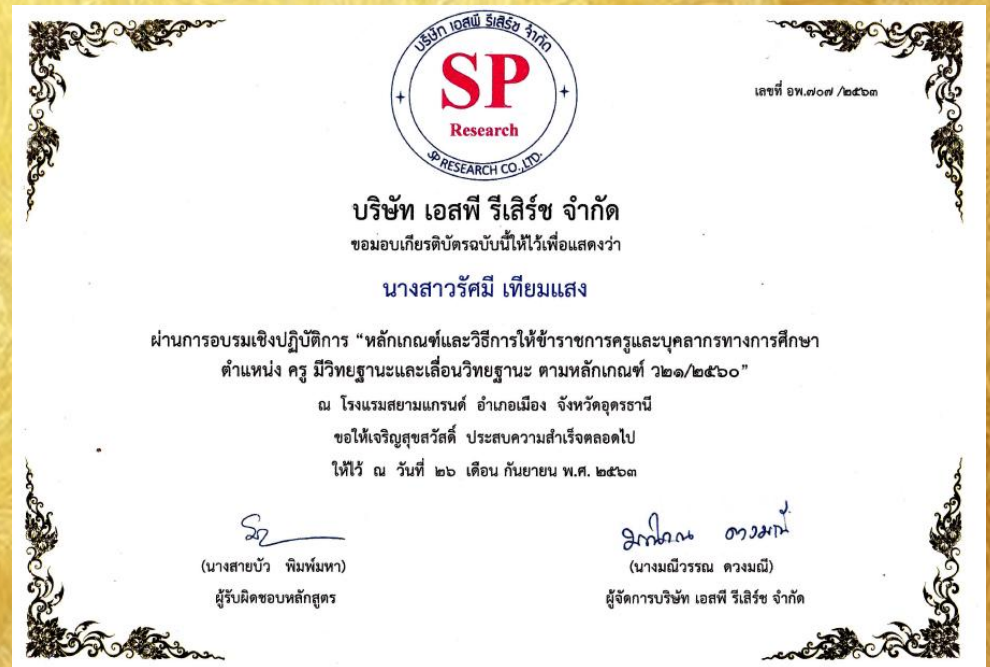 บริษัท เอสพี รีเสิร์ช จำกัด
SP
Research
SP RESEARCH CO.,LTD.
เลขที่ อพ.๗๐๗ /๒๕๖๓
บริษัท เอสพี รีเสิร์ช จำกัด
ขอมอบเกียรติบัตรฉบับนี้ให้ไว้เพื่อแสดงว่า
นางสาวรัศมี เทียมแสง
ผ่านการอบรมเชิงปฏิบัติการ “หลักเกณฑ์และวิธีการให้ข้าราชการครูและบุคลากรทางการศึกษา
ตำแหน่ง ครู มีวิทยฐานะและเลื่อนวิทยฐานะ ตามหลักเกณฑ์ ว๒๑/๒๕๖๐”
ณ โรงแรมสยามแกรนด์ อำเภอเมือง จังหวัดอุดรธานี
ขอให้เจริญสุขสวัสดิ์ ประสบความสำเร็จตลอดไป
ให้ไว้ ณ วันที่ ๒๖ เดือน กันยายน พ.ศ. ๒๕๖๓
มณีวรรณ ดวงมณี
(นางสายบัว พิมพ์มหา)
(นางมณีวรรณ ดวงมณี)
ผู้รับผิดชอบหลักสูตร
ผู้จัดการบริษัท เอสพี รีเสิร์ช จำกัด